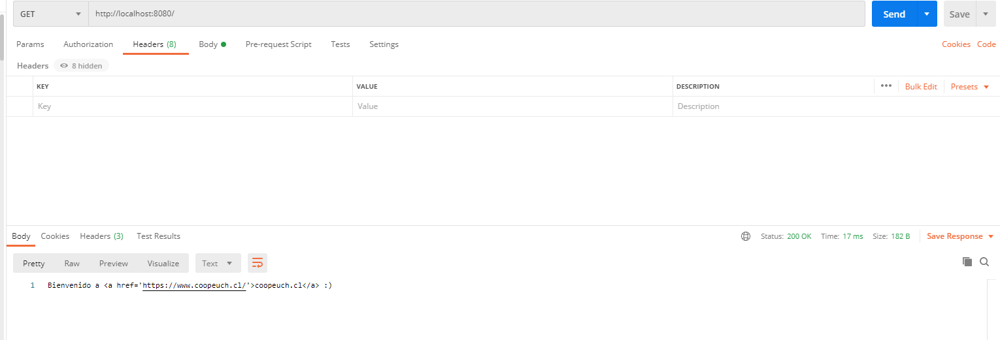 GET http://localhost:8080/ Send Save
Params Authorization Headers (8) Body Pre-request Script Tests Settings Cookies Code
Headers 8 hidden
KEY VALUE DESCRIPTION ••• Bulk Edit Presets
Key Value Description
Body Cookies Headers (3) Test Results Status: 200 OK Time: 17 ms Size: 182 B Save Response
Pretty Raw Preview Visualize Text
1 Bienvenido a <a href='https://www.coopeuch.cl/'>coopeuch.cl</a> :)